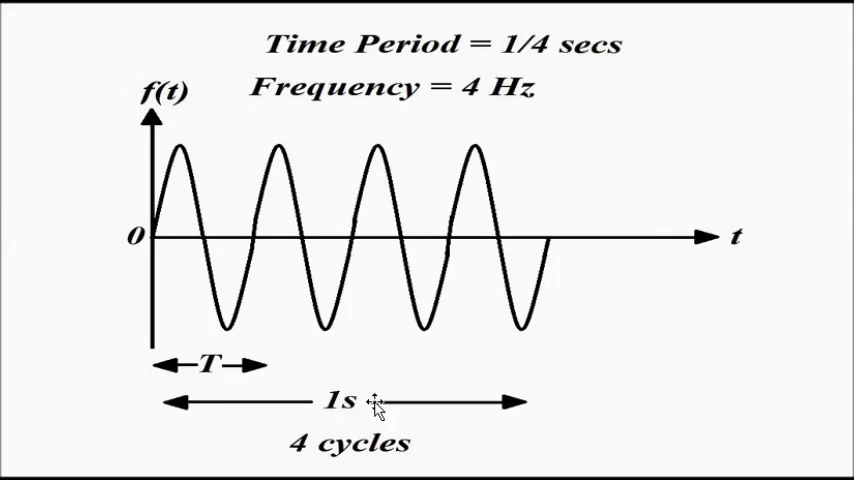 Time Period = 1/4 secs
Frequency = 4 Hz
f(t)
0
t
T
1s
4 cycles